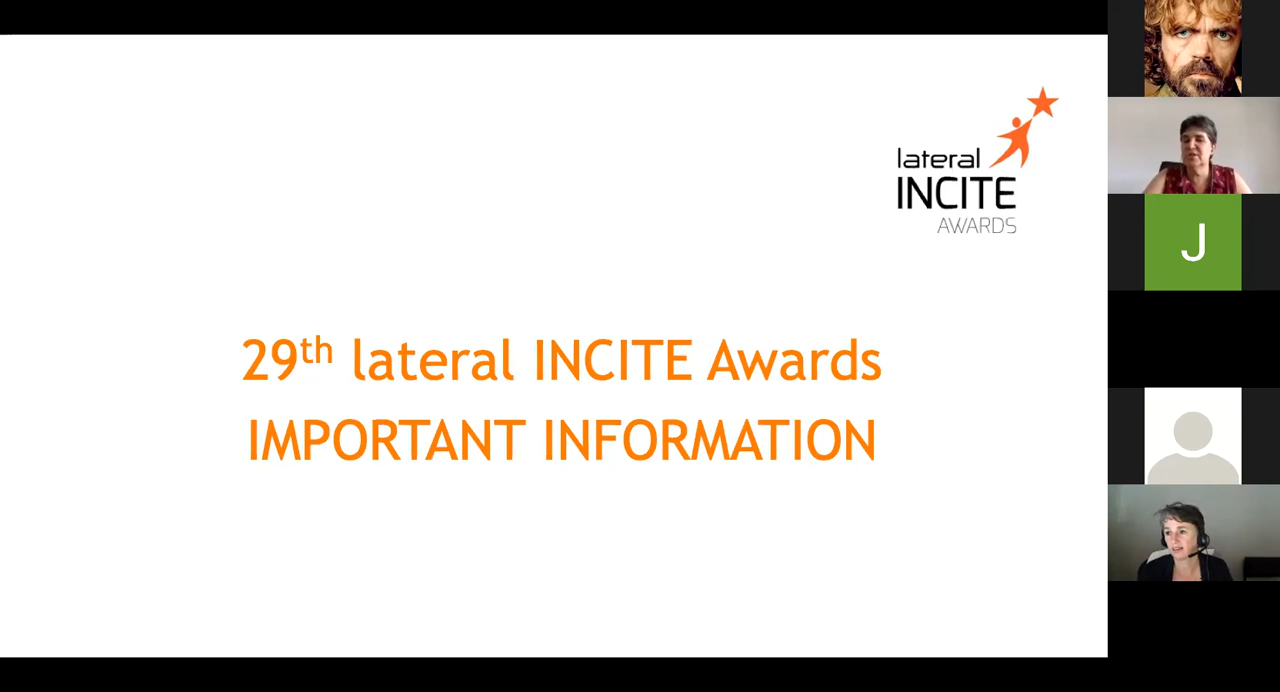 lateral
INCITE
AWARDS
29th lateral INCITE Awards
IMPORTANT INFORMATION
J